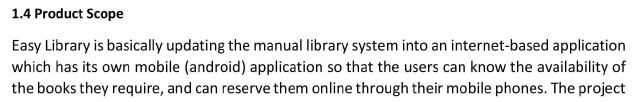 1.4 Product Scope
Easy Library is basically updating the manual library system into an internet-based application
which has its own mobile (android) application so that the users can know the availability of
the books they require, and can reserve them online through their mobile phones. The project